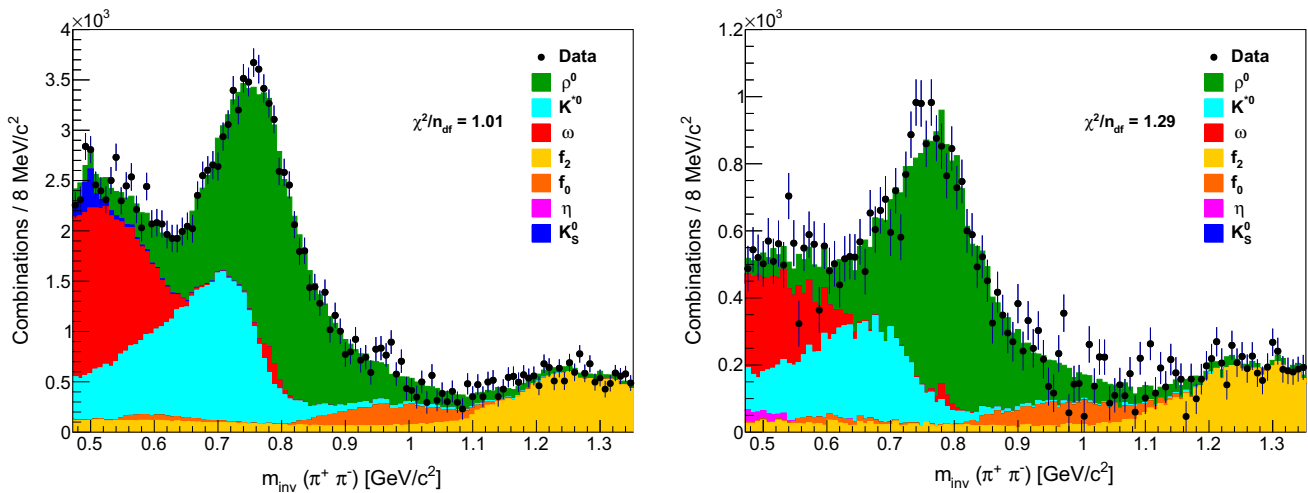 ×10³
4
3.5
3
2.5
2
1.5
1
0.5
0
Combinations / 8 MeV/c²
Data
ρ⁰
K*⁰
ω
f₂
f₀
η
K⁰_S
χ²/n_df = 1.01
0.5 0.6 0.7 0.8 0.9 1 1.1 1.2 1.3
m_inv (π⁺ π⁻) [GeV/c²]
×10³
1.2
1
0.8
0.6
0.4
0.2
0
Combinations / 8 MeV/c²
Data
ρ⁰
K*⁰
ω
f₂
f₀
η
K⁰_S
χ²/n_df = 1.29
0.5 0.6 0.7 0.8 0.9 1 1.1 1.2 1.3
m_inv (π⁺ π⁻) [GeV/c²]